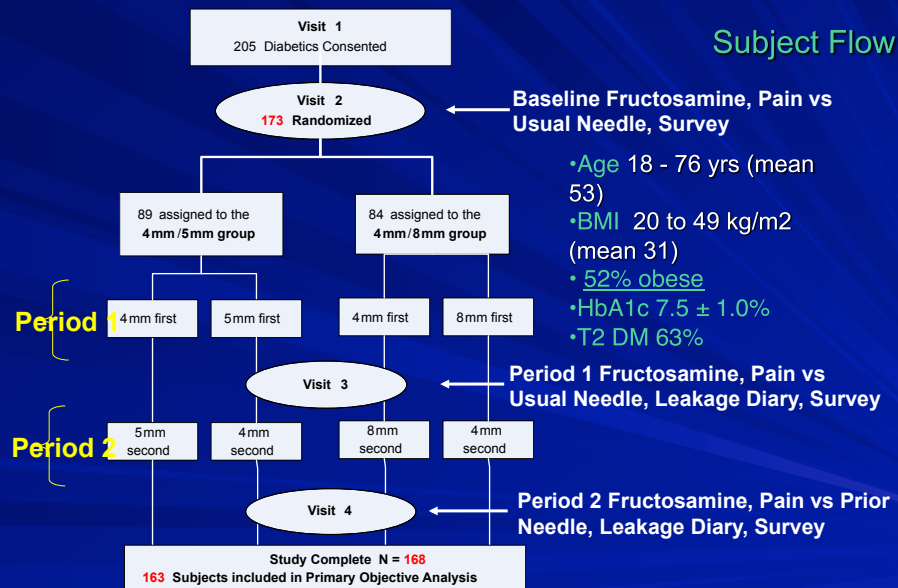 Subject Flow
Visit 1
205 Diabetics Consented
Visit 2
173 Randomized
Baseline Fructosamine, Pain vs
Usual Needle, Survey
•Age 18 - 76 yrs (mean
53)
•BMI 20 to 49 kg/m2
(mean 31)
• 52% obese
•HbA1c 7.5 ± 1.0%
•T2 DM 63%
89 assigned to the
4mm/5mm group
84 assigned to the
4mm/8mm group
Period 1
4mm first
5mm first
4mm first
8mm first
Visit 3
Period 1 Fructosamine, Pain vs
Usual Needle, Leakage Diary, Survey
Period 2
5mm
second
4mm
second
8mm
second
4mm
second
Visit 4
Period 2 Fructosamine, Pain vs Prior
Needle, Leakage Diary, Survey
Study Complete N = 168
163 Subjects included in Primary Objective Analysis